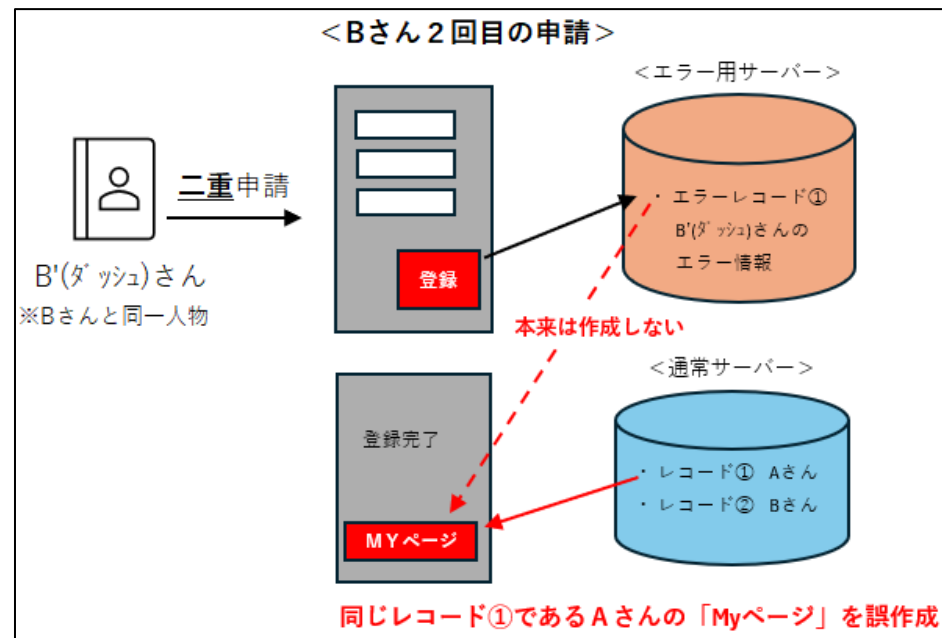 ＜Bさん２回目の申請＞
＜エラー用サーバー＞
二重申請
・ エラーレコード①
B'(ﾀﾞｯｼｭ)さんの
エラー情報
B'(ﾀﾞｯｼｭ)さん
※Bさんと同一人物
登録
本来は作成しない
＜通常サーバー＞
登録完了
・ レコード① Aさん
・ レコード② Bさん
ＭＹページ
同じレコード①であるＡさんの「Myページ」を誤作成